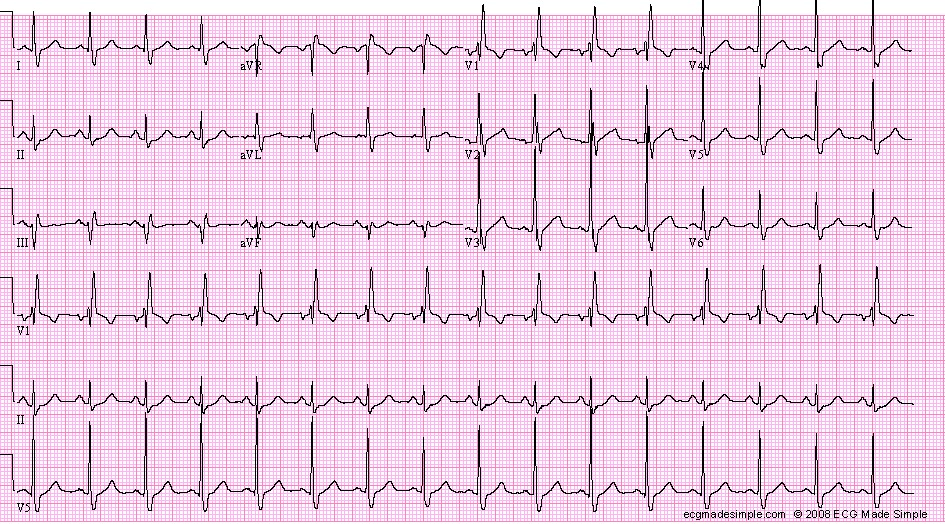 I aVR V1 V4
II aVL V2 V5
III aVF V3 V6
V1
II
V5
ecgmadesimple.com © 2008 ECG Made Simple